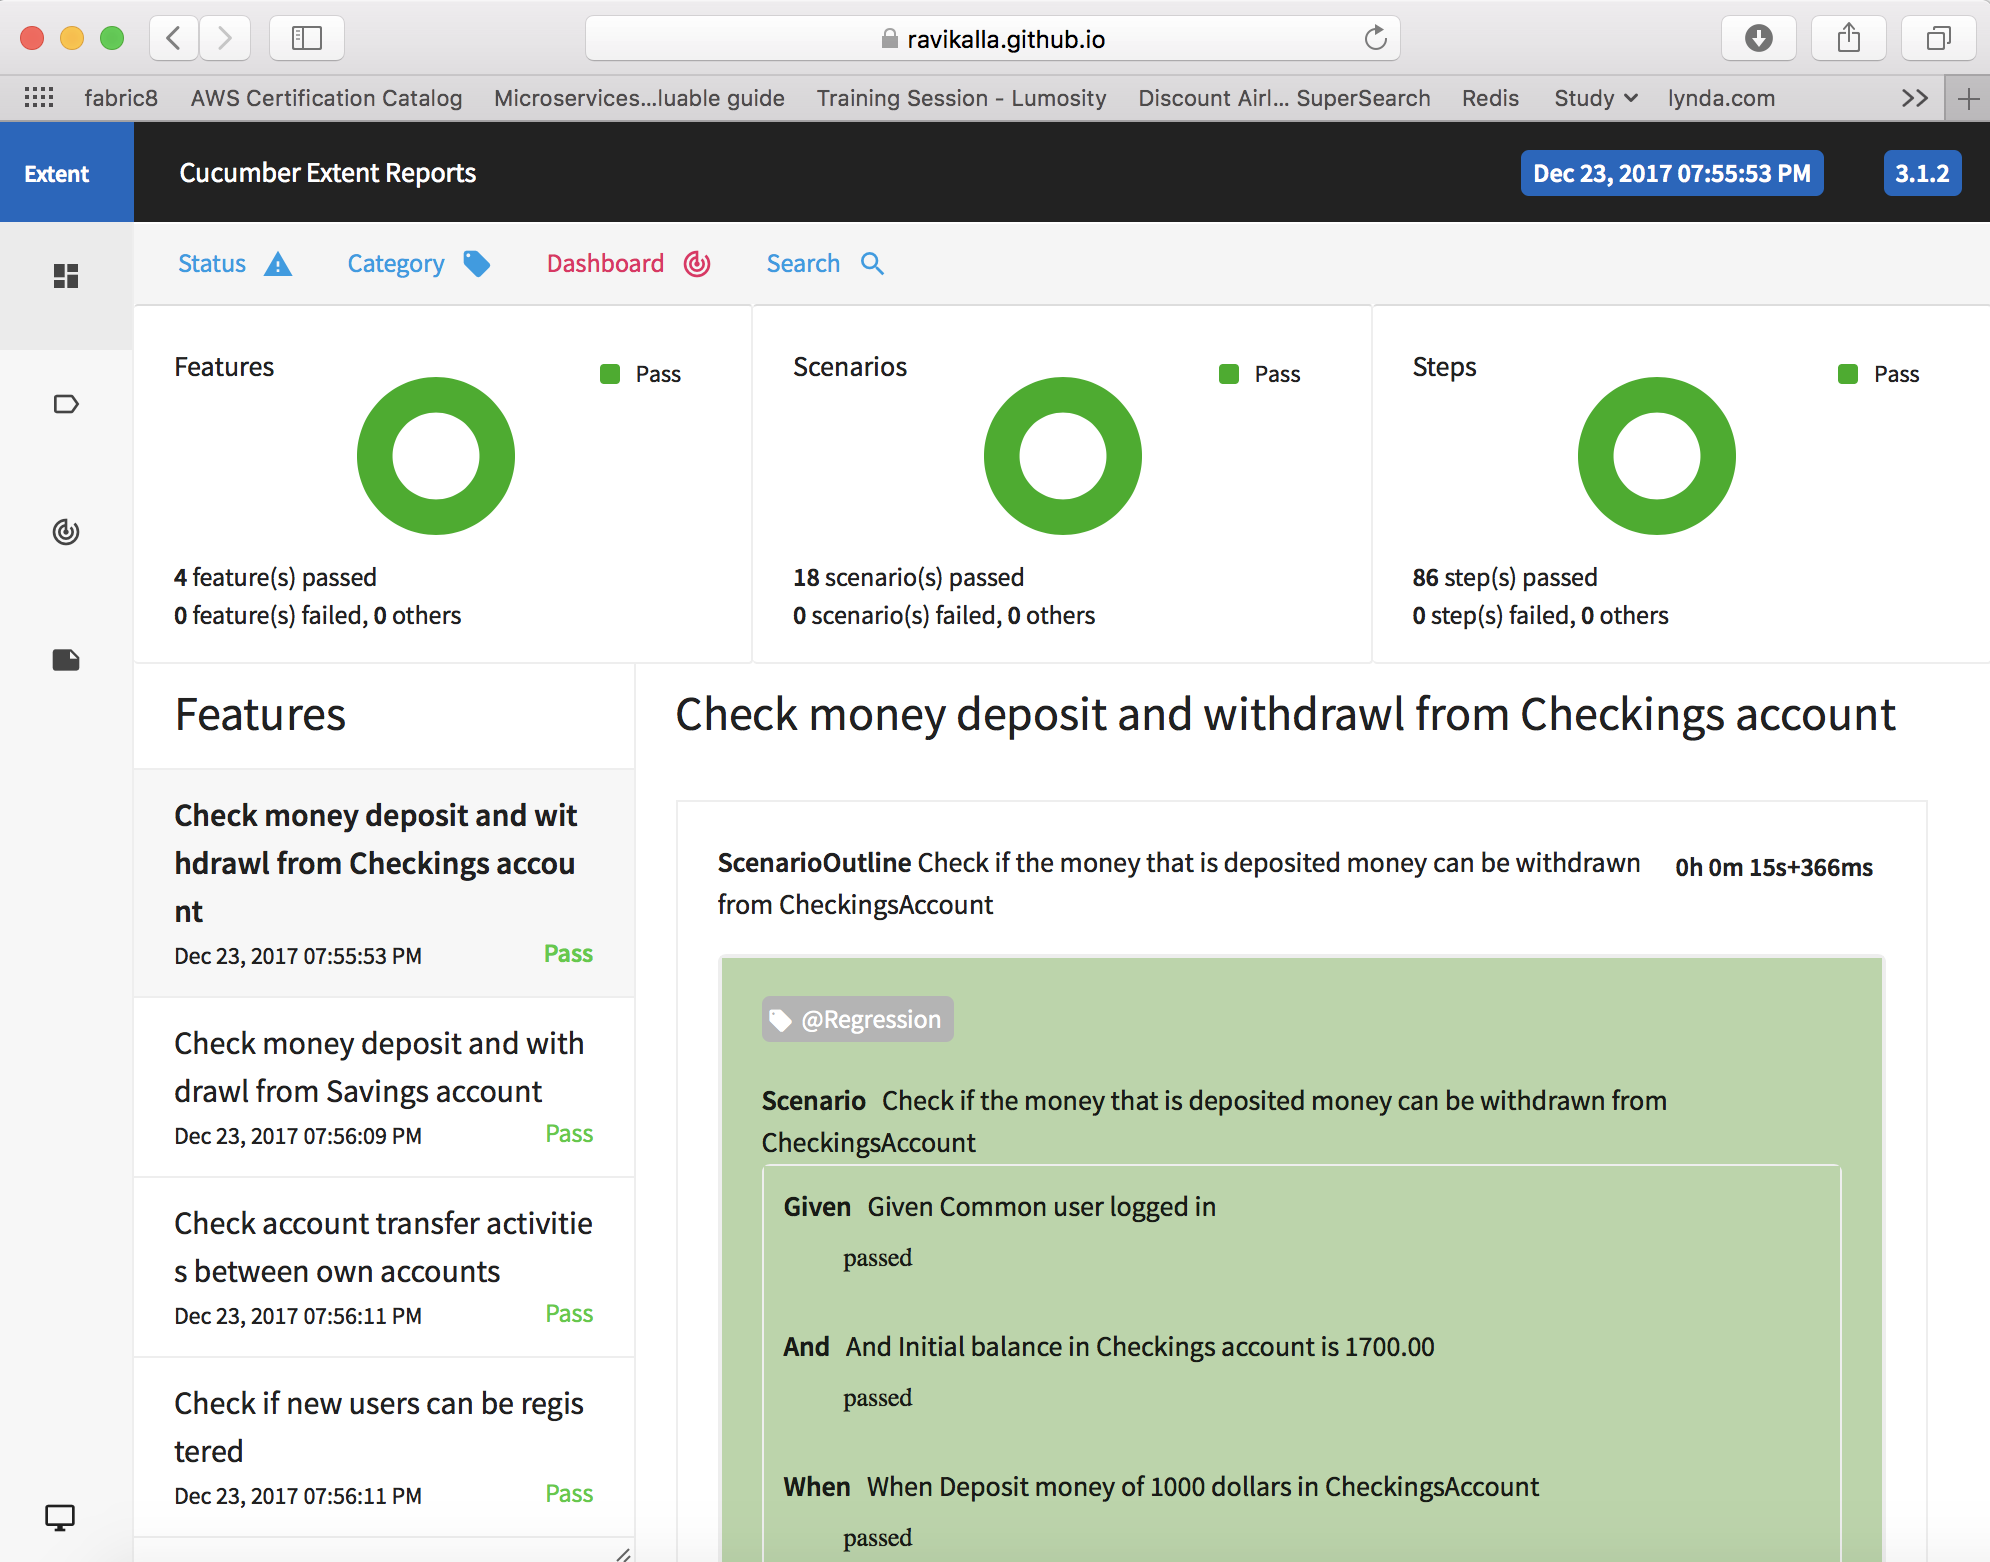 ravikalla.github.io
fabric8 AWS Certification Catalog Microservices...luable guide Training Session - Lumosity Discount Airl... SuperSearch Redis Study lynda.com
Extent Cucumber Extent Reports Dec 23, 2017 07:55:53 PM 3.1.2
Status Category Dashboard Search
Features Pass
4 feature(s) passed
0 feature(s) failed, 0 others
Scenarios Pass
18 scenario(s) passed
0 scenario(s) failed, 0 others
Steps Pass
86 step(s) passed
0 step(s) failed, 0 others
Features
Check money deposit and wit
hdrawl from Checkings accou
nt
Dec 23, 2017 07:55:53 PM Pass
Check money deposit and with
drawl from Savings account
Dec 23, 2017 07:56:09 PM Pass
Check account transfer activitie
s between own accounts
Dec 23, 2017 07:56:11 PM Pass
Check if new users can be regis
tered
Dec 23, 2017 07:56:11 PM Pass
Check money deposit and withdrawl from Checkings account
ScenarioOutline Check if the money that is deposited money can be withdrawn 0h 0m 15s+366ms
from CheckingsAccount
@Regression
Scenario Check if the money that is deposited money can be withdrawn from
CheckingsAccount
Given Given Common user logged in
passed
And And Initial balance in Checkings account is 1700.00
passed
When When Deposit money of 1000 dollars in CheckingsAccount
passed